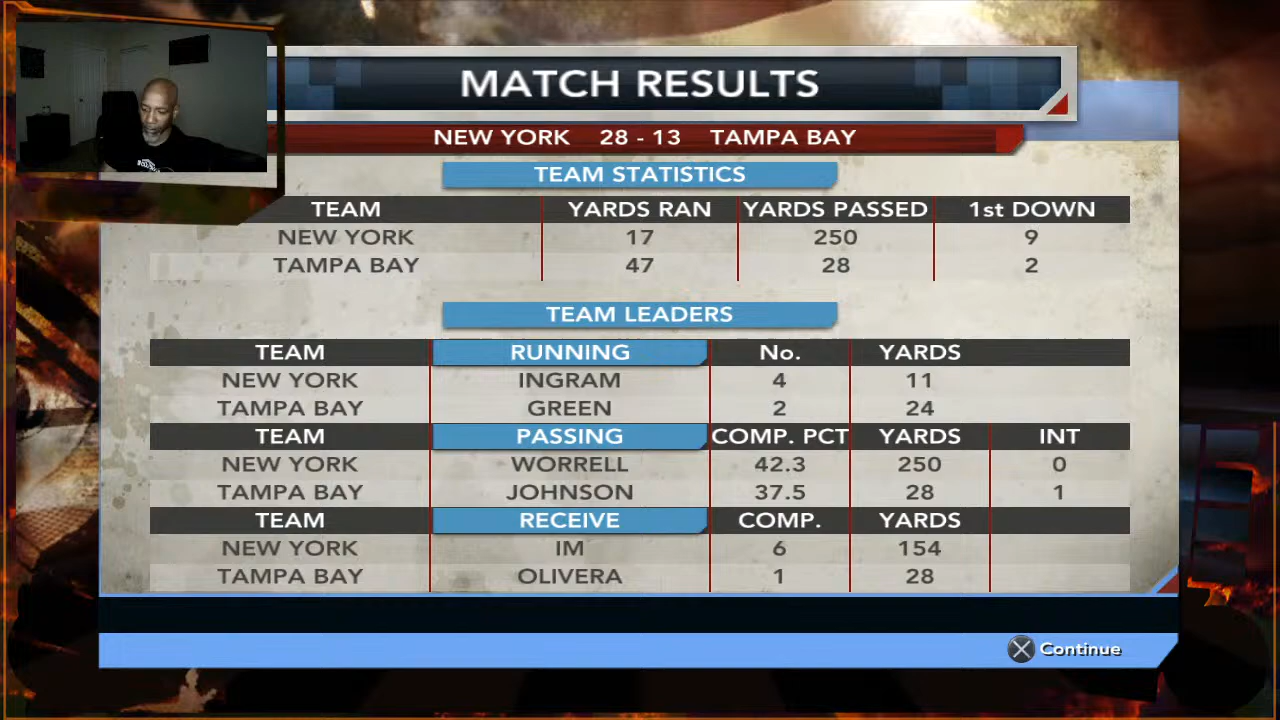 MATCH RESULTS
NEW YORK 28 - 13 TAMPA BAY
TEAM STATISTICS
TEAM YARDS RAN YARDS PASSED 1st DOWN
NEW YORK 17 250 9
TAMPA BAY 47 28 2
TEAM LEADERS
TEAM RUNNING No. YARDS
NEW YORK INGRAM 4 11
TAMPA BAY GREEN 2 24
TEAM PASSING COMP. PCT YARDS INT
NEW YORK WORRELL 42.3 250 0
TAMPA BAY JOHNSON 37.5 28 1
TEAM RECEIVE COMP. YARDS
NEW YORK IM 6 154
TAMPA BAY OLIVERA 1 28
Continue